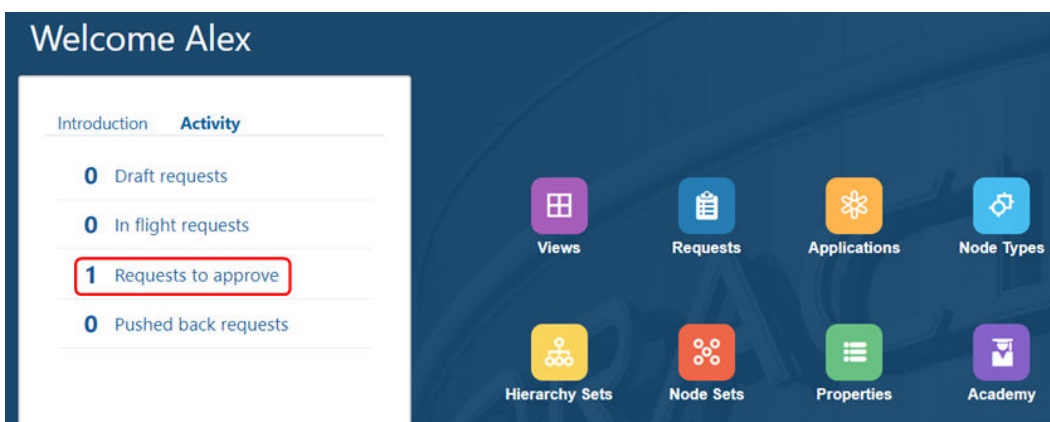 Welcome Alex
Introduction Activity
0 Draft requests
0 In flight requests
1 Requests to approve
0 Pushed back requests
Views Requests Applications Node Types
Hierarchy Sets Node Sets Properties Academy